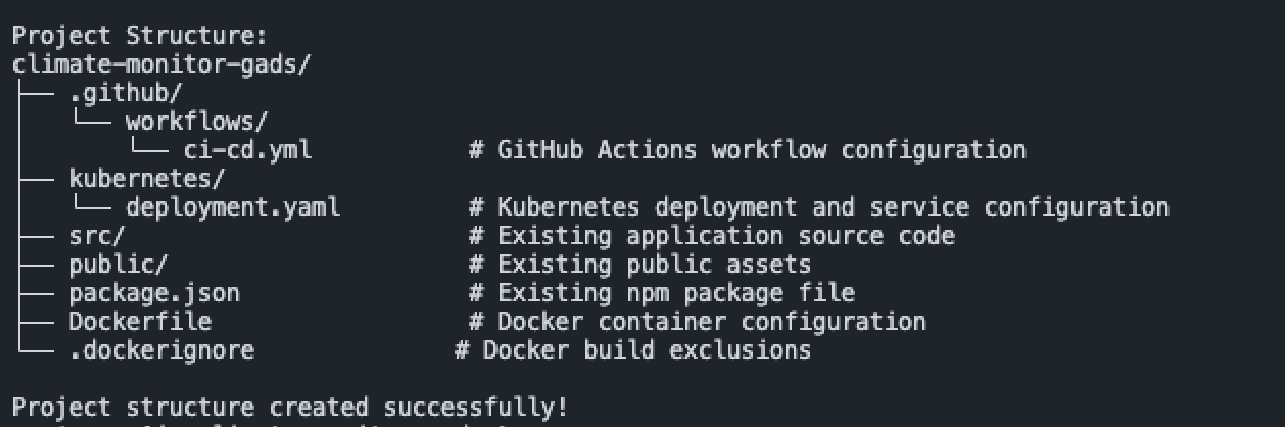 Project Structure:
climate-monitor-gads/
├── .github/
│   └── workflows/
│       └── ci-cd.yml           # GitHub Actions workflow configuration
├── kubernetes/
│   └── deployment.yaml         # Kubernetes deployment and service configuration
├── src/                        # Existing application source code
├── public/                     # Existing public assets
├── package.json                # Existing npm package file
├── Dockerfile                  # Docker container configuration
└── .dockerignore              # Docker build exclusions
Project structure created successfully!